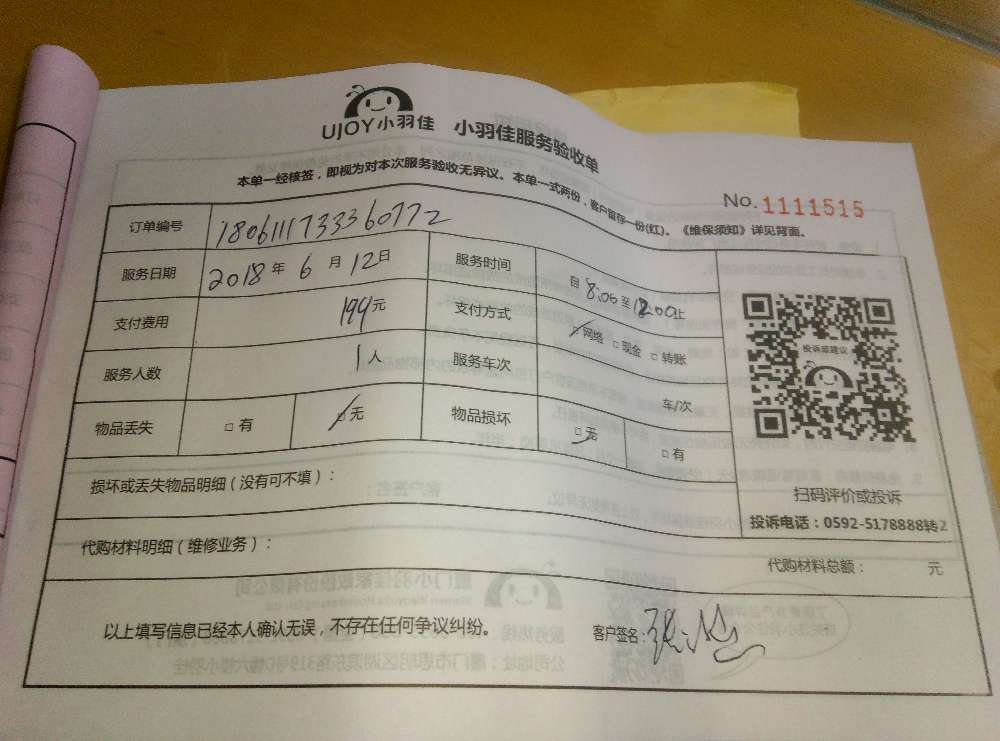 UJOY小羽佳 小羽佳服务验收单
本单一经核签，即视为对本次服务验收无异议。本单一式两份，客户留存一份(红)。《维保须知》详见背面。
No.1111515
订单编号 180611173336077２
服务日期 2018年6月12日 服务时间 自8:00至12:00止
支付费用 199元 支付方式 □网络 □现金 □转账
服务人数 1人 服务车次 车/次
物品丢失 □有 □无 物品损坏 □无 □有
投诉或建议
扫码评价或投诉
投诉电话：0592-5178888转2
损坏或丢失物品明细（没有可不填）：
代购材料明细（维修业务）： 代购材料总额： 元
以上填写信息已经本人确认无误，不存在任何争议纠纷。 客户签名：